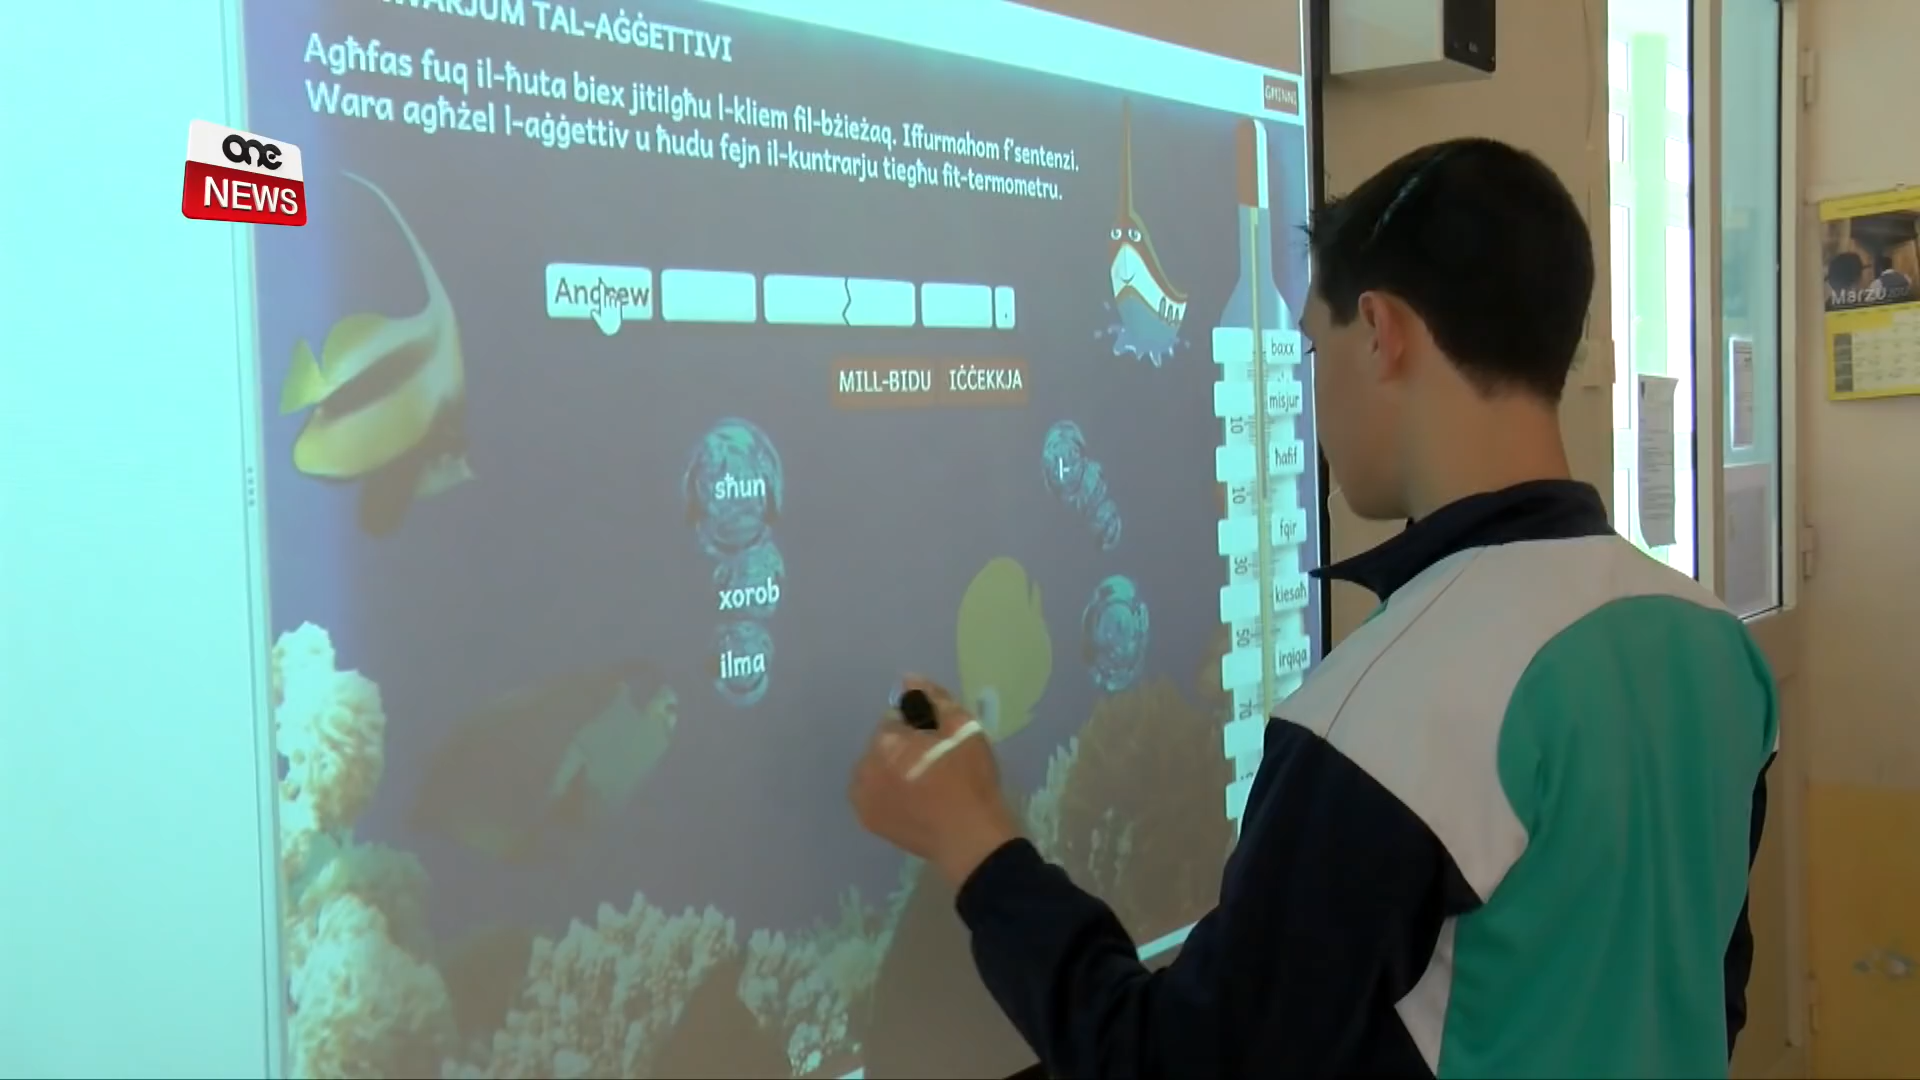 TAL-AĠĠETTIVI
Agħfas fuq il-ħuta biex jitilgħu l-kliem fil-bżieżaq. Iffurmahom f'sentenzi.
Wara agħżel l-aġġettiv u ħudu fejn il-kuntrarju tiegħu fit-termometru.
one
NEWS
Andrew
.
MILL-BIDU
IĊĊEKKJA
sħun
xorob
ilma
l-
baxx
misjur
ħafif
fqir
kiesaħ
irqiqa
10
10
30
50
70
Marzu